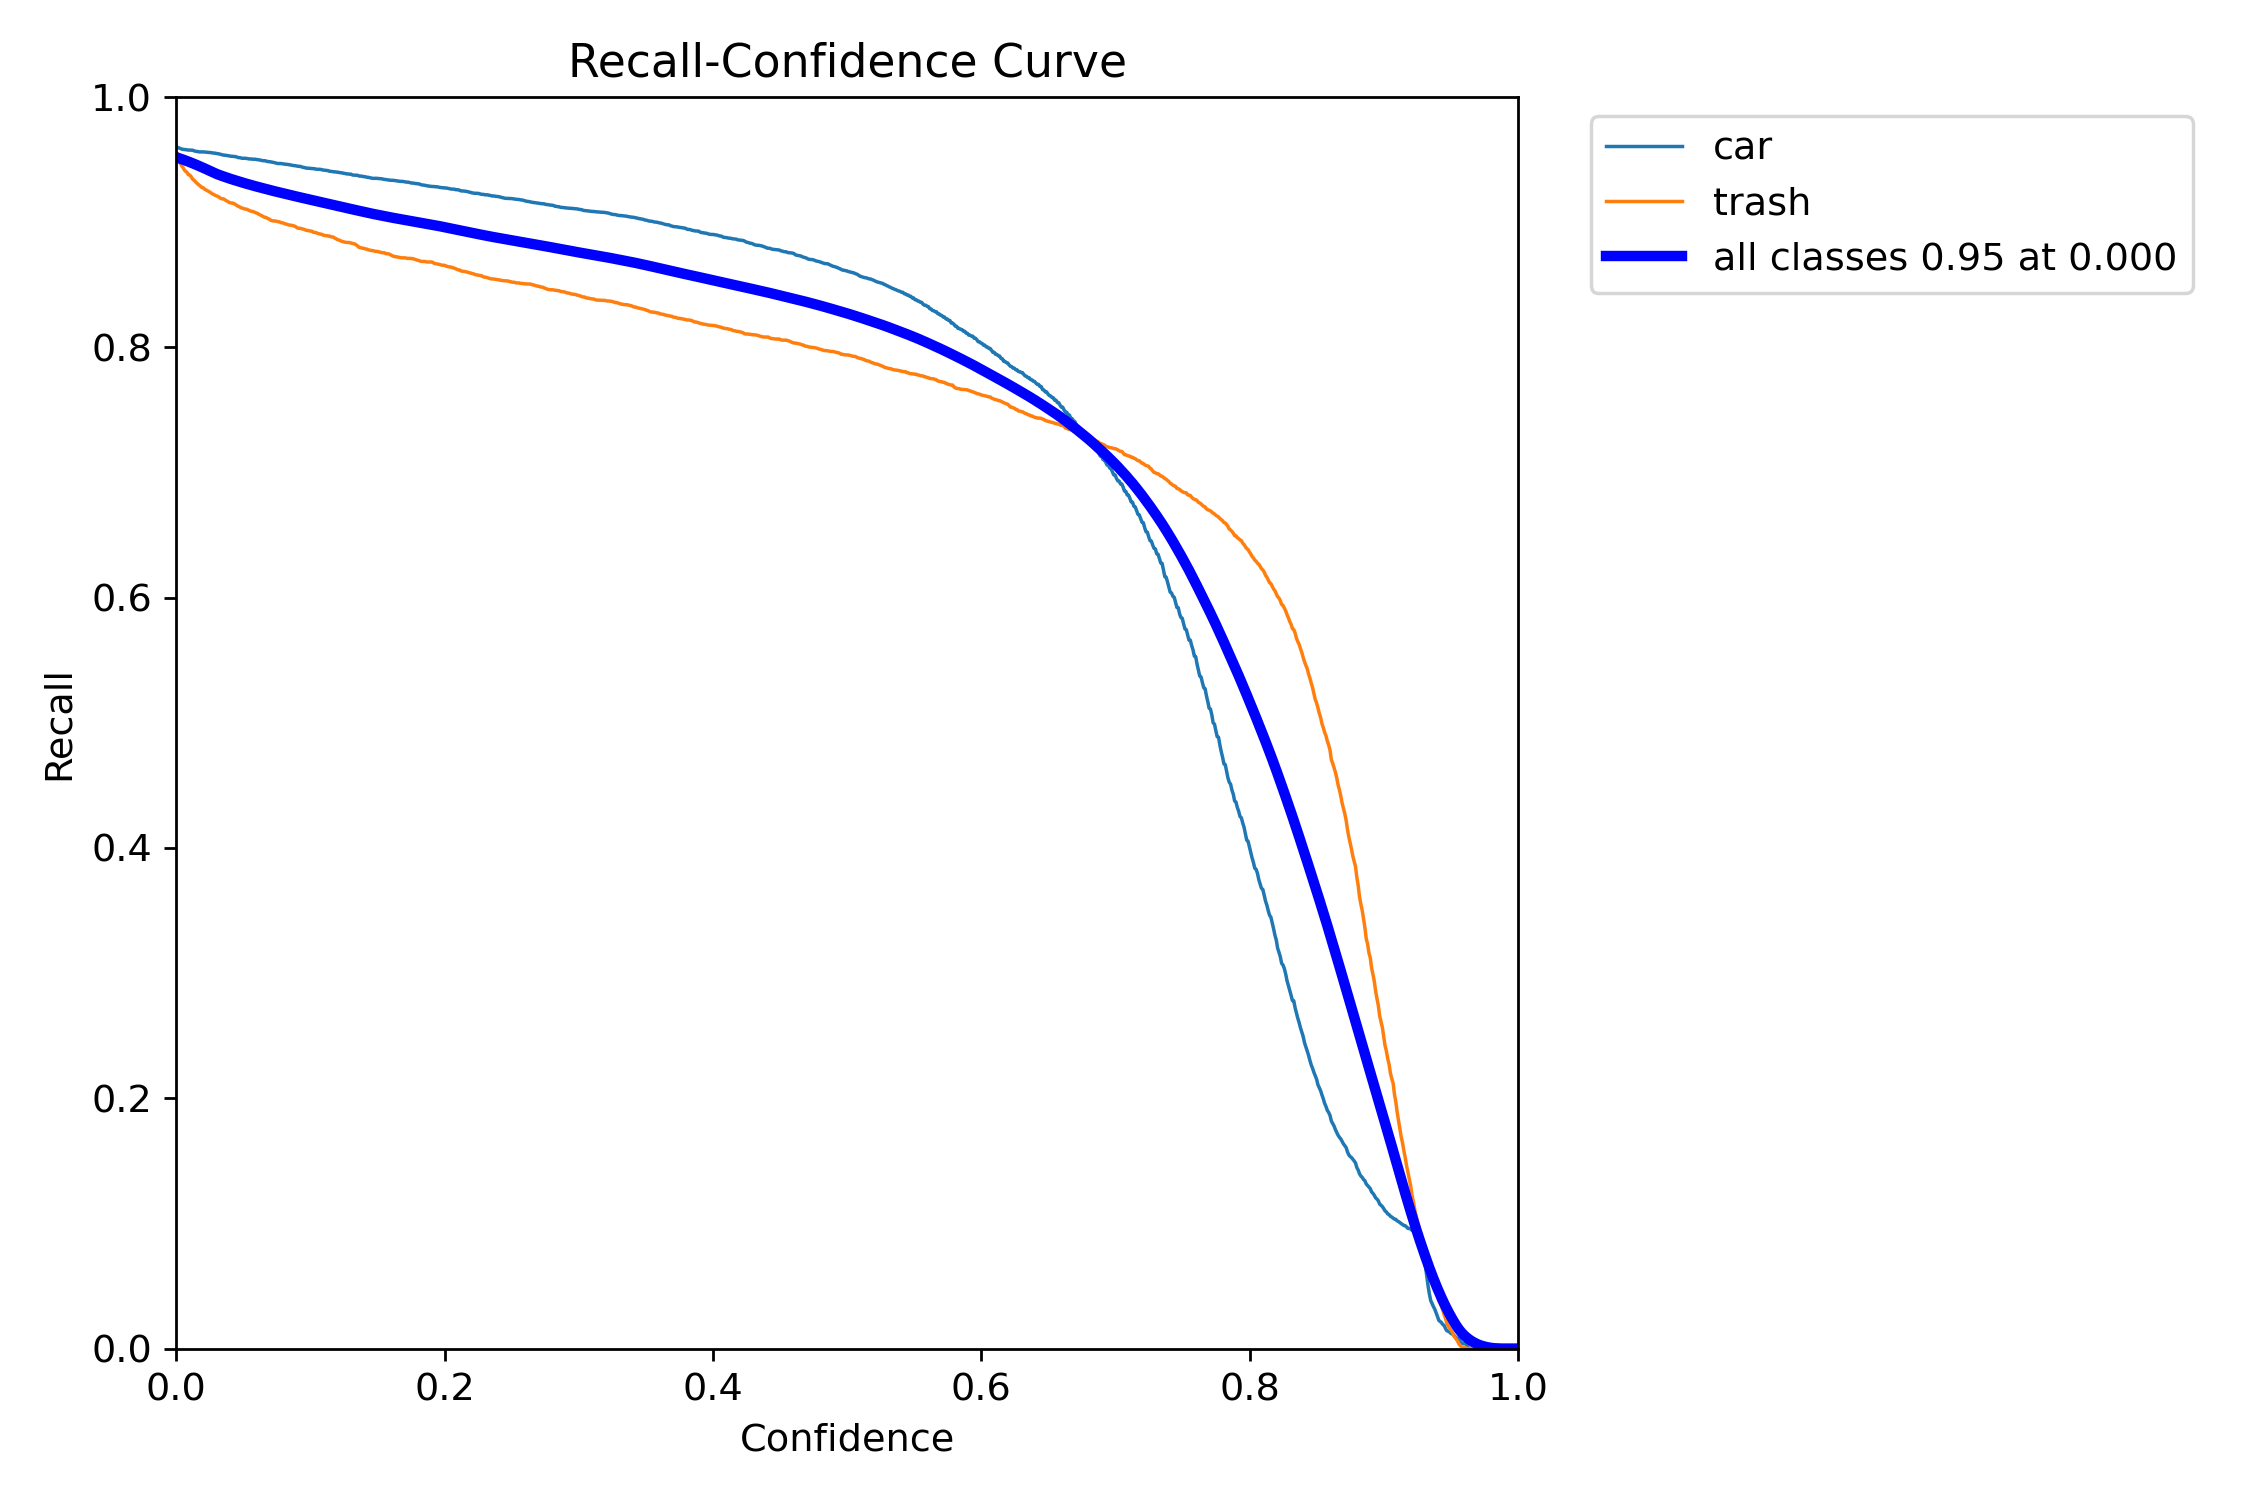 Recall-Confidence Curve
1.0
0.8
0.6
0.4
0.2
0.0
Recall
0.0 0.2 0.4 0.6 0.8 1.0
Confidence
car
trash
all classes 0.95 at 0.000